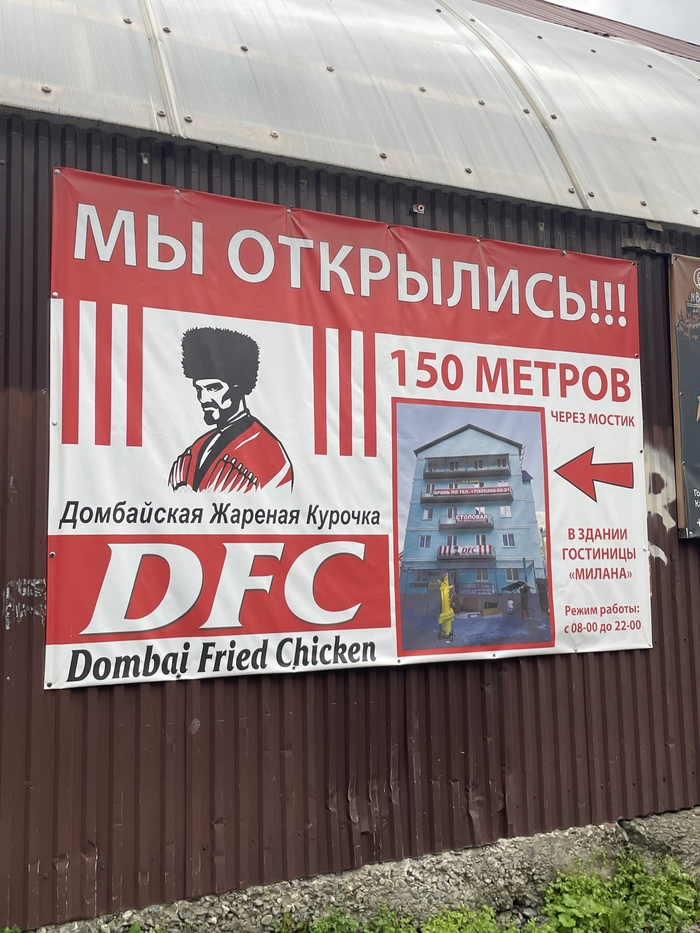 МЫ ОТКРЫЛИСЬ!!!
150 МЕТРОВ
ЧЕРЕЗ МОСТИК
Домбайская Жареная Курочка
DFC
Dombai Fried Chicken
СТОЛОВАЯ
DFC
В ЗДАНИИ
ГОСТИНИЦЫ
«МИЛАНА»
Режим работы:
с 08-00 до 22-00